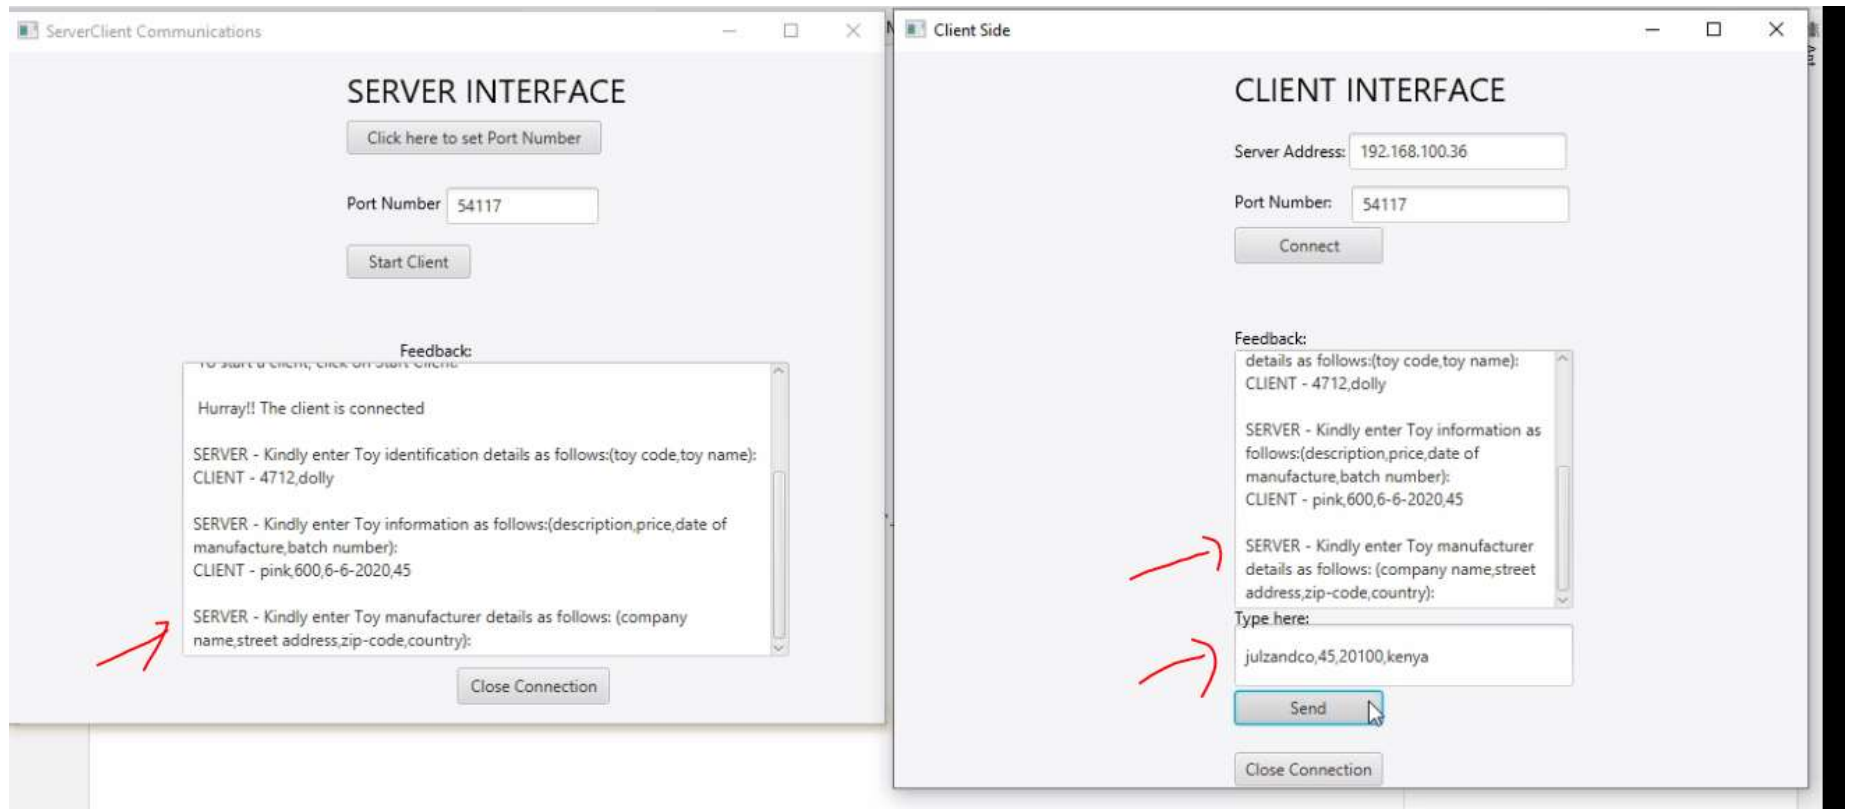 ServerClient Communications
SERVER INTERFACE
Click here to set Port Number
Port Number 54117
Start Client
Feedback:
To start a client, click on Start Client.
Hurray!! The client is connected
SERVER - Kindly enter Toy identification details as follows:(toy code,toy name):
CLIENT - 4712,dolly
SERVER - Kindly enter Toy information as follows:(description,price,date of
manufacture,batch number):
CLIENT - pink,600,6-6-2020,45
SERVER - Kindly enter Toy manufacturer details as follows: (company
name,street address,zip-code,country):
Close Connection
Client Side
CLIENT INTERFACE
Server Address: 192.168.100.36
Port Number: 54117
Connect
Feedback:
details as follows:(toy code,toy name):
CLIENT - 4712,dolly
SERVER - Kindly enter Toy information as
follows:(description,price,date of
manufacture,batch number):
CLIENT - pink,600,6-6-2020,45
SERVER - Kindly enter Toy manufacturer
details as follows: (company name,street
address,zip-code,country):
Type here:
julzandco,45,20100,kenya
Send
Close Connection